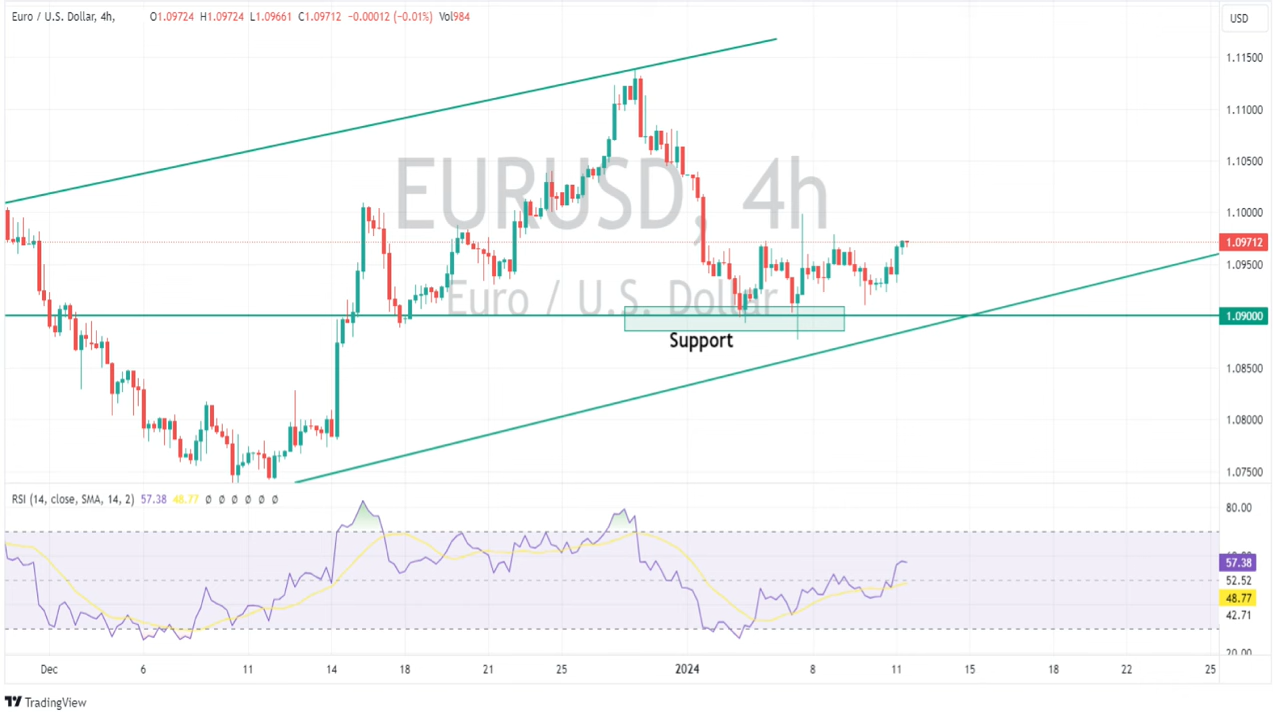 Euro / U.S. Dollar, 4h, O1.09724 H1.09724 L1.09661 C1.09712 −0.00012 (−0.01%) Vol984
USD
1.11500
1.11000
1.10500
EURUSD, 4h
1.10000
1.09712
1.09500
Euro / U.S. Dollar
1.09000
Support
1.08500
1.08000
1.07500
RSI (14, close, SMA, 14, 2) 57.38 48.77 Ø Ø Ø Ø Ø Ø
80.00
57.38
52.52
48.77
42.71
20.00
Dec 6 11 14 18 21 25 2024 8 11 15 18 22 25
TradingView